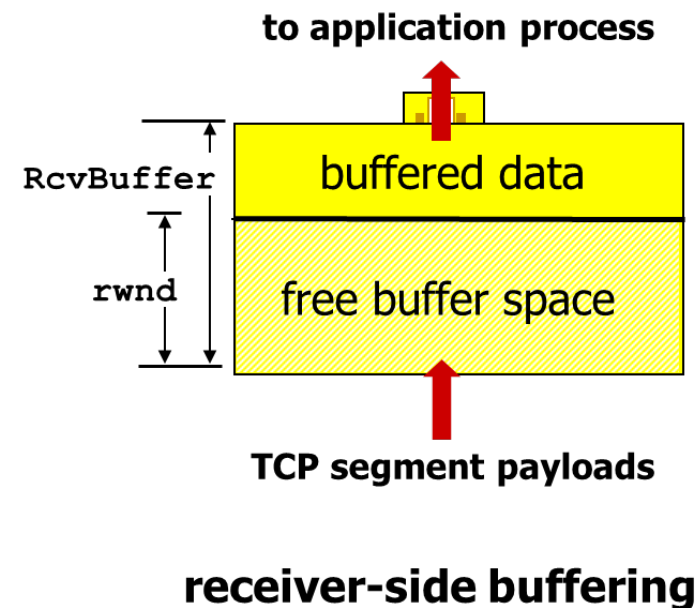 to application process
RcvBuffer
buffered data
rwnd
free buffer space
TCP segment payloads
receiver-side buffering